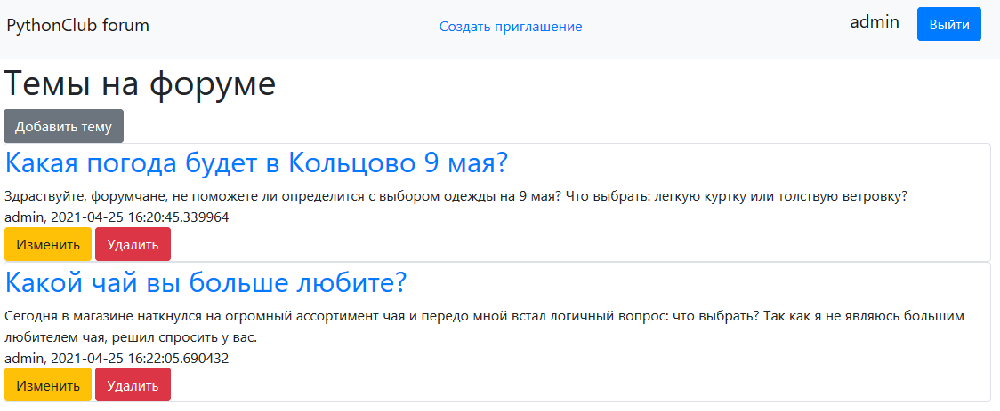 PythonClub forum Создать приглашение admin Выйти
Темы на форуме
Добавить тему
Какая погода будет в Кольцово 9 мая?
Здраствуйте, форумчане, не поможете ли определится с выбором одежды на 9 мая? Что выбрать: легкую куртку или толствую ветровку?
admin, 2021-04-25 16:20:45.339964
Изменить Удалить
Какой чай вы больше любите?
Сегодня в магазине наткнулся на огромный ассортимент чая и передо мной встал логичный вопрос: что выбрать? Так как я не являюсь большим
любителем чая, решил спросить у вас.
admin, 2021-04-25 16:22:05.690432
Изменить Удалить